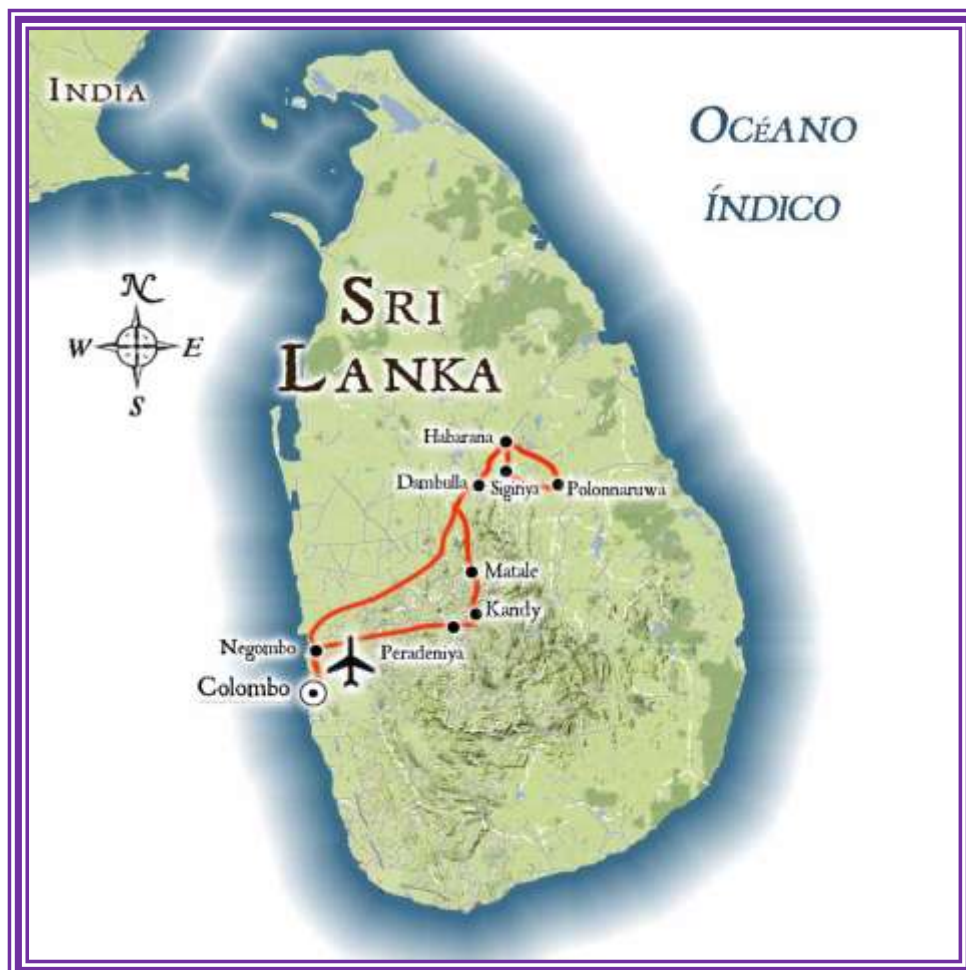 INDIA
OCÉANO
ÍNDICO
N
W E
S
SRI
LANKA
Habarana
Dambulla
Sigiriya
Polonnaruwa
Matale
Kandy
Negombo
Peradeniya
Colombo